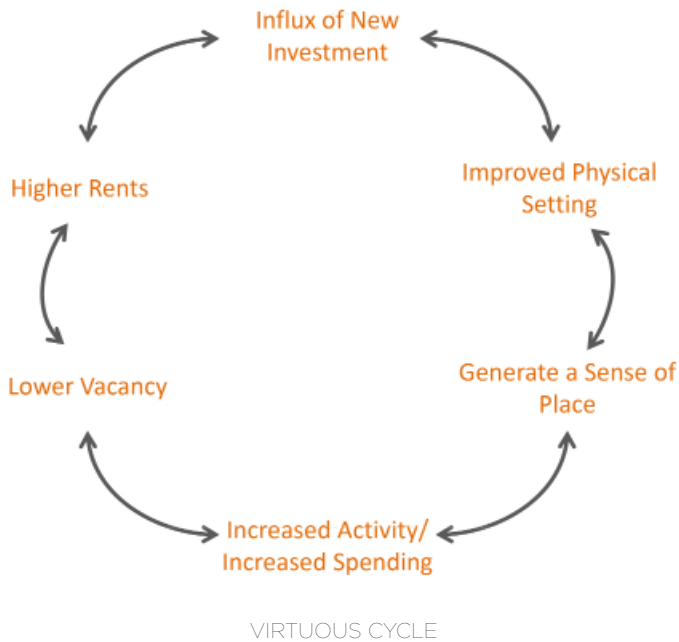 Influx of New
Investment
Improved Physical
Setting
Generate a Sense of
Place
Increased Activity/
Increased Spending
Lower Vacancy
Higher Rents
VIRTUOUS CYCLE